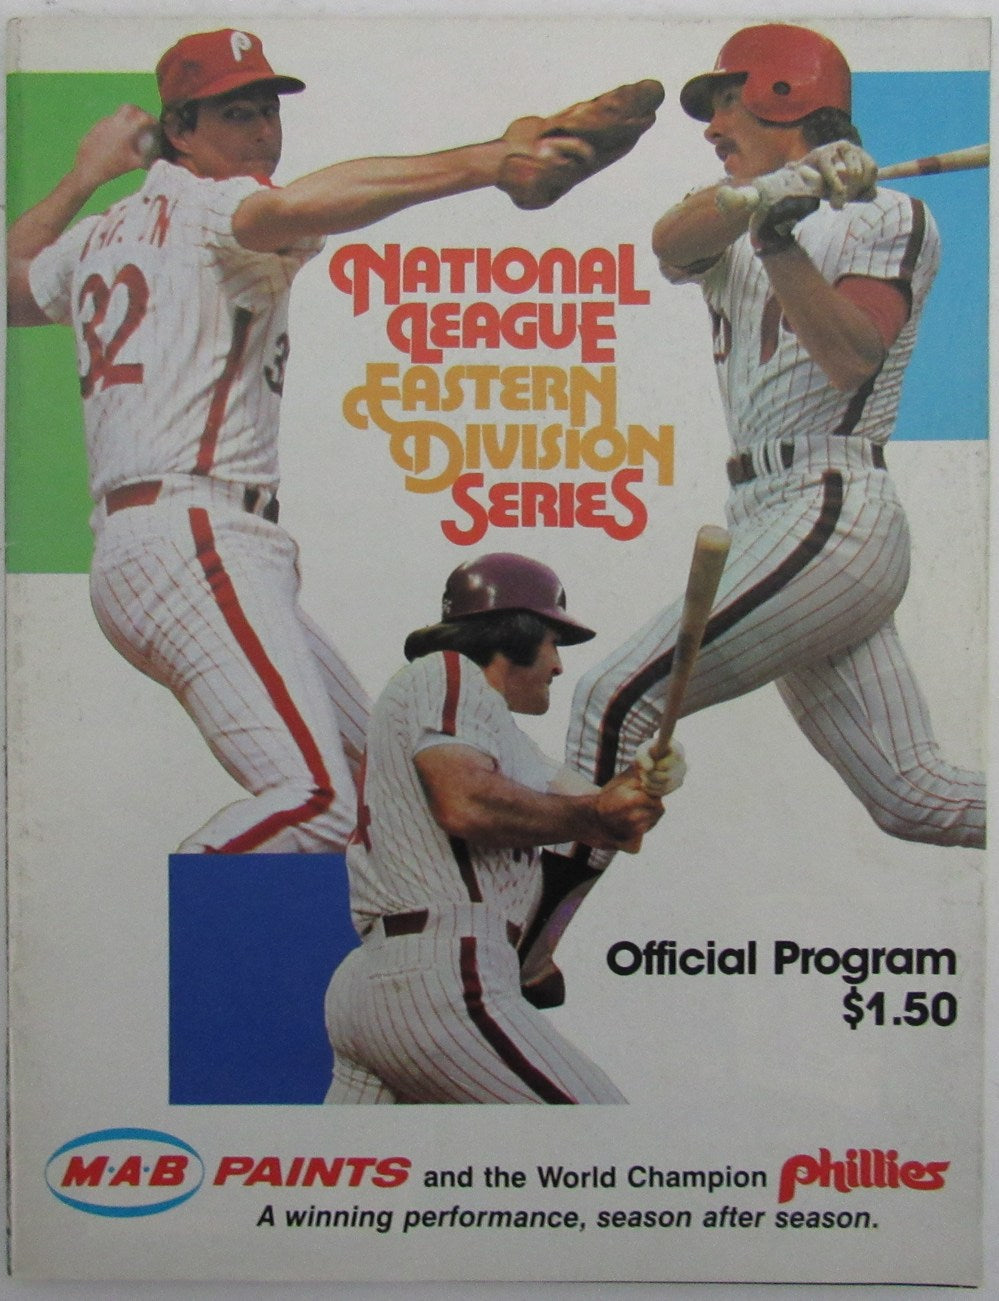 P
32
NATIONAL
LEAGUE
EASTERN
DIVISION
SERIES
Official Program
$1.50
M·A·B PAINTS and the World Champion Phillies
A winning performance, season after season.